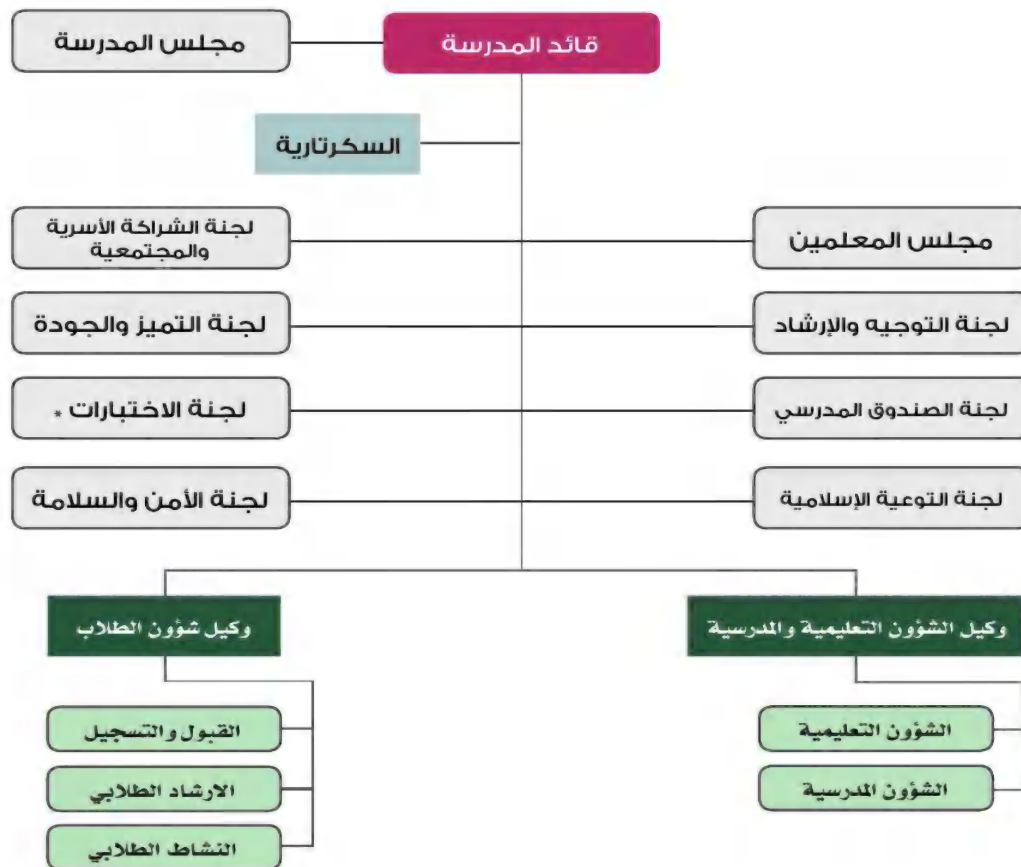 قائد المدرسة
مجلس المدرسة
السكرتارية
مجلس المعلمين
لجنة الشراكة الأسرية
والمجتمعية
لجنة التوجيه والإرشاد
لجنة التميز والجودة
لجنة الصندوق المدرسي
لجنة الاختبارات *
لجنة التوعية الإسلامية
لجنة الأمن والسلامة
وكيل الشؤون التعليمية والمدرسية
وكيل شؤون الطلاب
الشؤون التعليمية
القبول والتسجيل
الشؤون المدرسية
الارشاد الطلابي
النشاط الطلابي